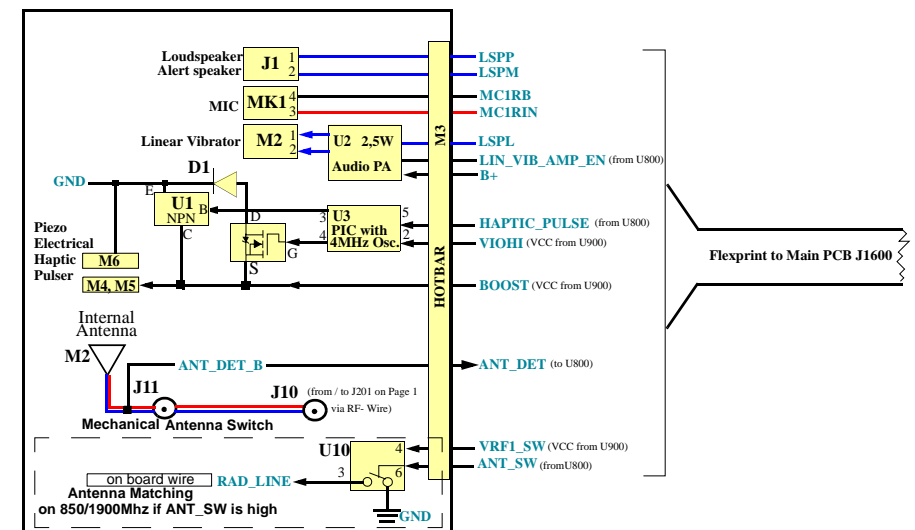 Loudspeaker
Alert speaker
J1
1
2
LSPP
LSPM
MIC
MK1
4
3
MC1RB
MC1RIN
Linear Vibrator
M2
1
2
U2 2,5W
Audio PA
M3
HOTBAR
LSPL
LIN_VIB_AMP_EN (from U800)
B+
D1
GND
E
U1
NPN
B
C
D
G
S
3
4
U3
PIC with
4MHz Osc.
5
2
HAPTIC_PULSE (from U800)
VIOHI (VCC from U900)
Piezo
Electrical
Haptic
Pulser
M6
M4, M5
BOOST (VCC from U900)
Flexprint to Main PCB J1600
Internal
Antenna
M2
ANT_DET_B
ANT_DET (to U800)
J11
J10
(from / to J201 on Page 1
via RF- Wire)
Mechanical Antenna Switch
U10
4
3
6
VRF1_SW (VCC from U900)
ANT_SW (fromU800)
on board wire
RAD_LINE
Antenna Matching
on 850/1900Mhz if ANT_SW is high
GND